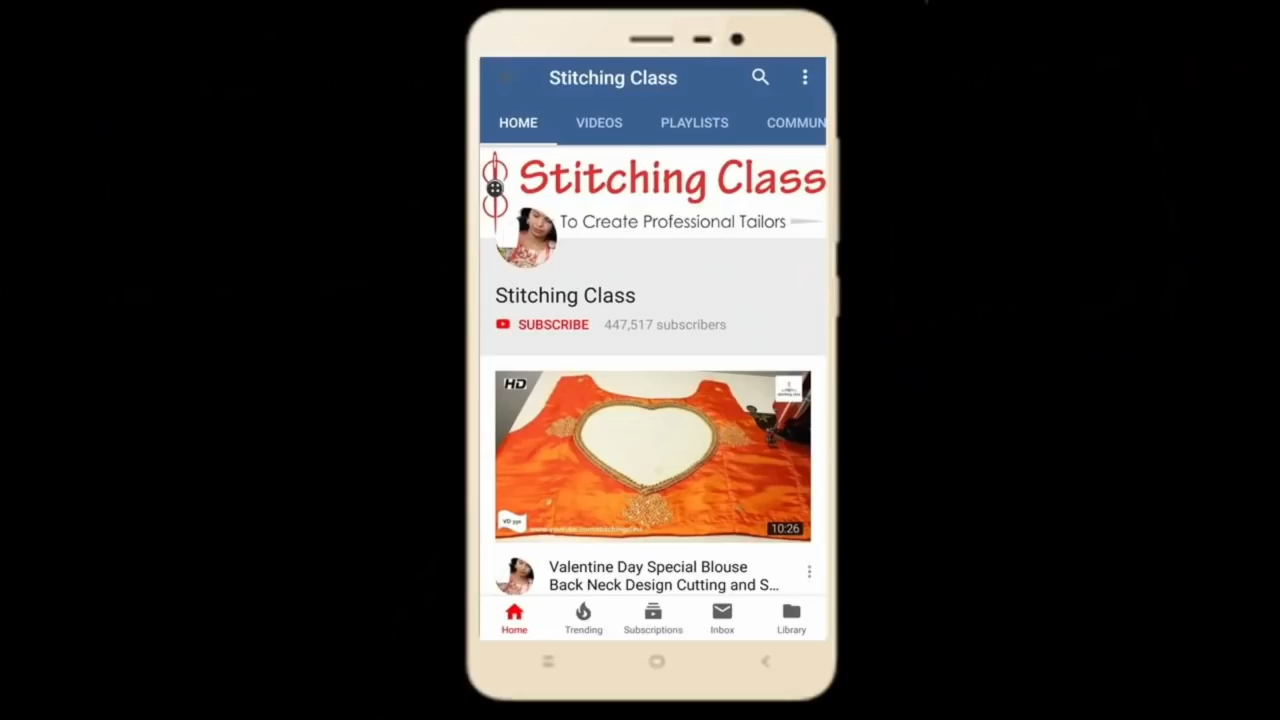 Stitching Class
HOME VIDEOS PLAYLISTS COMMUN
Stitching Class
To Create Professional Tailors
Stitching Class
SUBSCRIBE 447,517 subscribers
HD
10:26
Valentine Day Special Blouse
Back Neck Design Cutting and S...
Home Trending Subscriptions Inbox Library